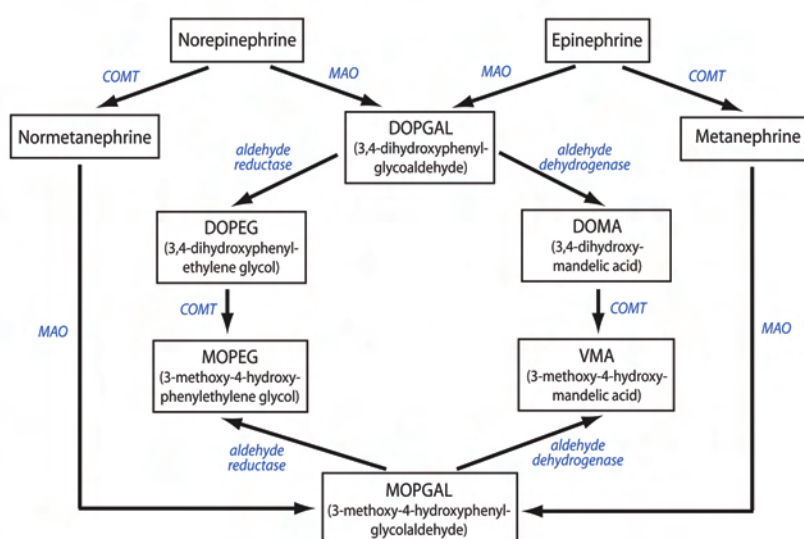 Norepinephrine
Epinephrine
COMT
MAO
MAO
COMT
Normetanephrine
DOPGAL
(3,4-dihydroxyphenyl-
glycoaldehyde)
Metanephrine
aldehyde
reductase
aldehyde
dehydrogenase
DOPEG
(3,4-dihydroxyphenyl-
ethylene glycol)
DOMA
(3,4-dihydroxy-
mandelic acid)
COMT
COMT
MAO
MAO
MOPEG
(3-methoxy-4-hydroxy-
phenylethylene glycol)
VMA
(3-methoxy-4-hydroxy-
mandelic acid)
aldehyde
reductase
aldehyde
dehydrogenase
MOPGAL
(3-methoxy-4-hydroxyphenyl-
glycolaldehyde)